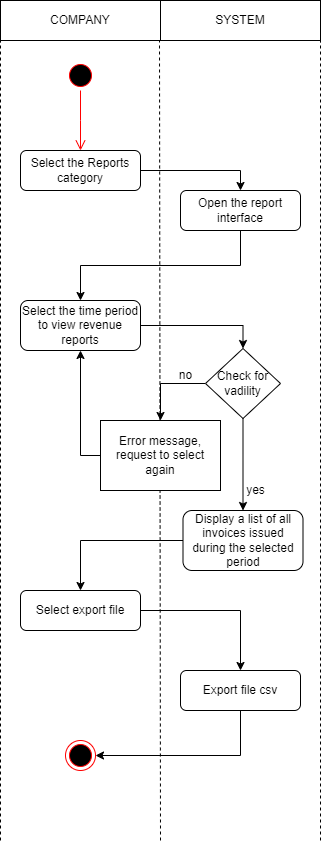 COMPANY
SYSTEM
Select the Reports
category
Open the report
interface
Select the time period
to view revenue
reports
Check for
vadility
no
Error message,
request to select
again
yes
Display a list of all
invoices issued
during the selected
period
Select export file
Export file csv